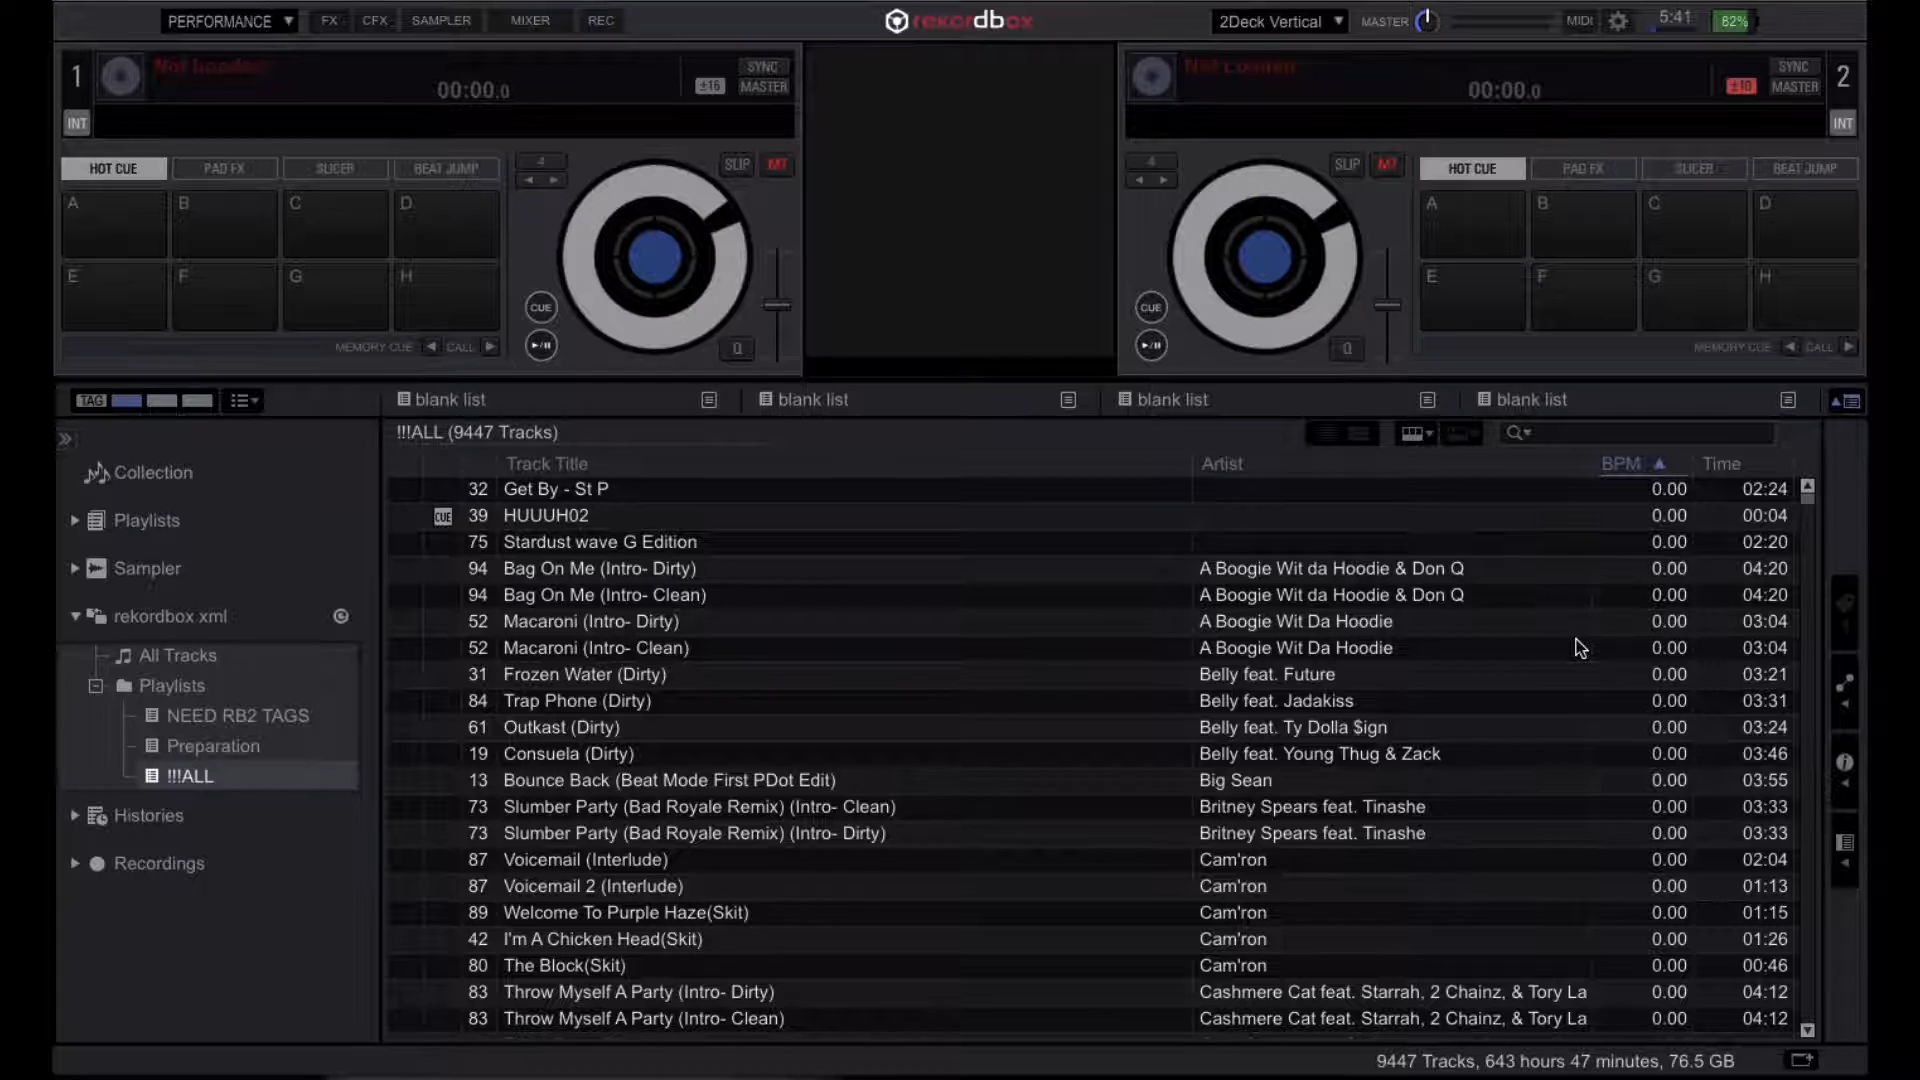 PERFORMANCE FX CFX SAMPLER MIXER REC rekordbox 2Deck Vertical MASTER MIDI 5:41 82%
1 Not Loaded. 00:00.0 ±16 SYNC MASTER INT
Not Loaded. 00:00.0 ±10 SYNC MASTER 2 INT
HOT CUE PAD FX SLICER BEAT JUMP 4 SLIP MT
4 SLIP MT HOT CUE PAD FX SLICER BEAT JUMP
A B C D
A B C D
E F G H
E F G H
CUE CUE
MEMORY CUE CALL Q
Q MEMORY CUE CALL
TAG blank list blank list blank list blank list
!!!ALL (9447 Tracks)
Collection
Playlists
Sampler
rekordbox xml
All Tracks
Playlists
NEED RB2 TAGS
Preparation
!!!ALL
Histories
Recordings
Track Title Artist BPM Time
32 Get By - St P 0.00 02:24
CUE 39 HUUUH02 0.00 00:04
75 Stardust wave G Edition 0.00 02:20
94 Bag On Me (Intro- Dirty) A Boogie Wit da Hoodie & Don Q 0.00 04:20
94 Bag On Me (Intro- Clean) A Boogie Wit da Hoodie & Don Q 0.00 04:20
52 Macaroni (Intro- Dirty) A Boogie Wit Da Hoodie 0.00 03:04
52 Macaroni (Intro- Clean) A Boogie Wit Da Hoodie 0.00 03:04
31 Frozen Water (Dirty) Belly feat. Future 0.00 03:21
84 Trap Phone (Dirty) Belly feat. Jadakiss 0.00 03:31
61 Outkast (Dirty) Belly feat. Ty Dolla $ign 0.00 03:24
19 Consuela (Dirty) Belly feat. Young Thug & Zack 0.00 03:46
13 Bounce Back (Beat Mode First PDot Edit) Big Sean 0.00 03:55
73 Slumber Party (Bad Royale Remix) (Intro- Clean) Britney Spears feat. Tinashe 0.00 03:33
73 Slumber Party (Bad Royale Remix) (Intro- Dirty) Britney Spears feat. Tinashe 0.00 03:33
87 Voicemail (Interlude) Cam'ron 0.00 02:04
87 Voicemail 2 (Interlude) Cam'ron 0.00 01:13
89 Welcome To Purple Haze(Skit) Cam'ron 0.00 01:15
42 I'm A Chicken Head(Skit) Cam'ron 0.00 01:26
80 The Block(Skit) Cam'ron 0.00 00:46
83 Throw Myself A Party (Intro- Dirty) Cashmere Cat feat. Starrah, 2 Chainz, & Tory La 0.00 04:12
83 Throw Myself A Party (Intro- Clean) Cashmere Cat feat. Starrah, 2 Chainz, & Tory La 0.00 04:12
9447 Tracks, 643 hours 47 minutes, 76.5 GB